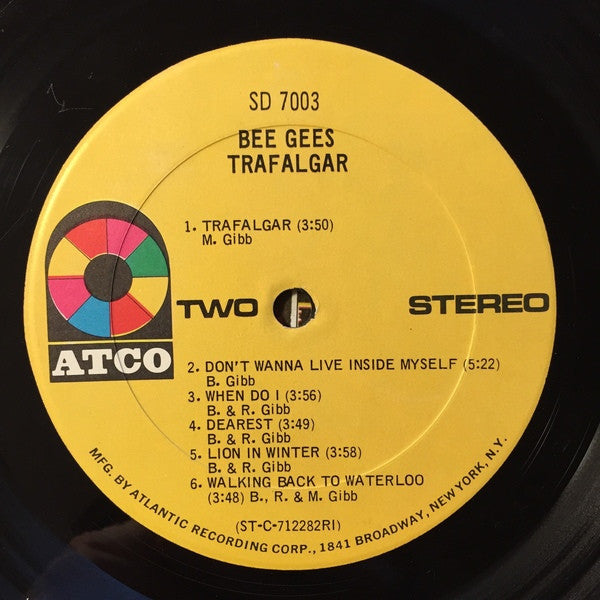 SD 7003
BEE GEES
TRAFALGAR
1. TRAFALGAR (3:50)
M. Gibb
ATCO
TWO
STEREO
2. DON'T WANNA LIVE INSIDE MYSELF (5:22)
B. Gibb
3. WHEN DO I (3:56)
B. & R. Gibb
4. DEAREST (3:49)
B. & R. Gibb
5. LION IN WINTER (3:58)
B. & R. Gibb
6. WALKING BACK TO WATERLOO
(3:48) B., R. & M. Gibb
(ST-C-712282RI)
MFG. BY ATLANTIC RECORDING CORP., 1841 BROADWAY, NEW YORK, N.Y.